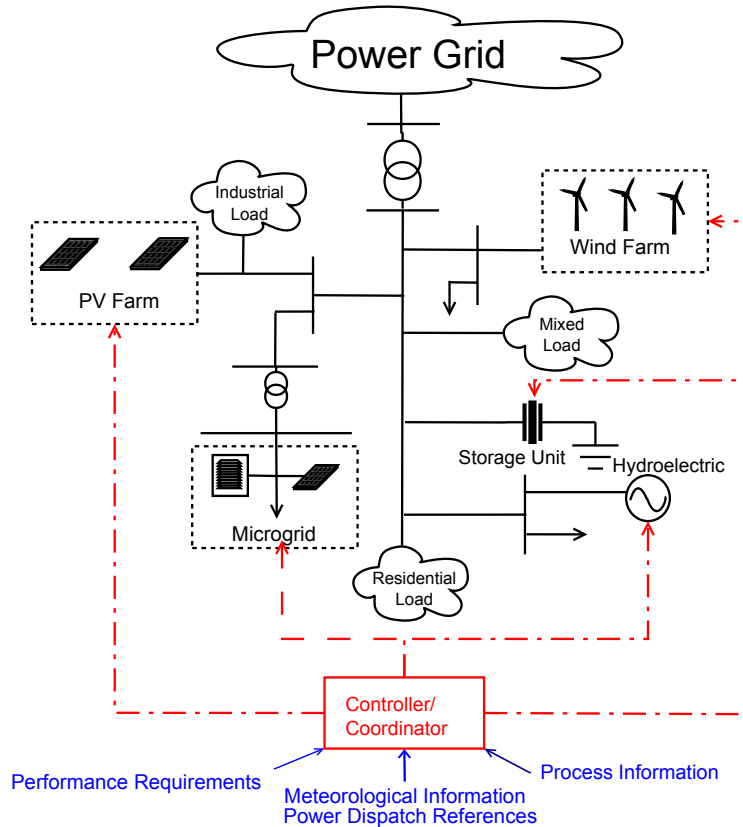 Power Grid
Industrial
Load
Wind Farm
PV Farm
Mixed
Load
Storage Unit
Hydroelectric
Microgrid
Residential
Load
Controller/
Coordinator
Performance Requirements
Process Information
Meteorological Information
Power Dispatch References